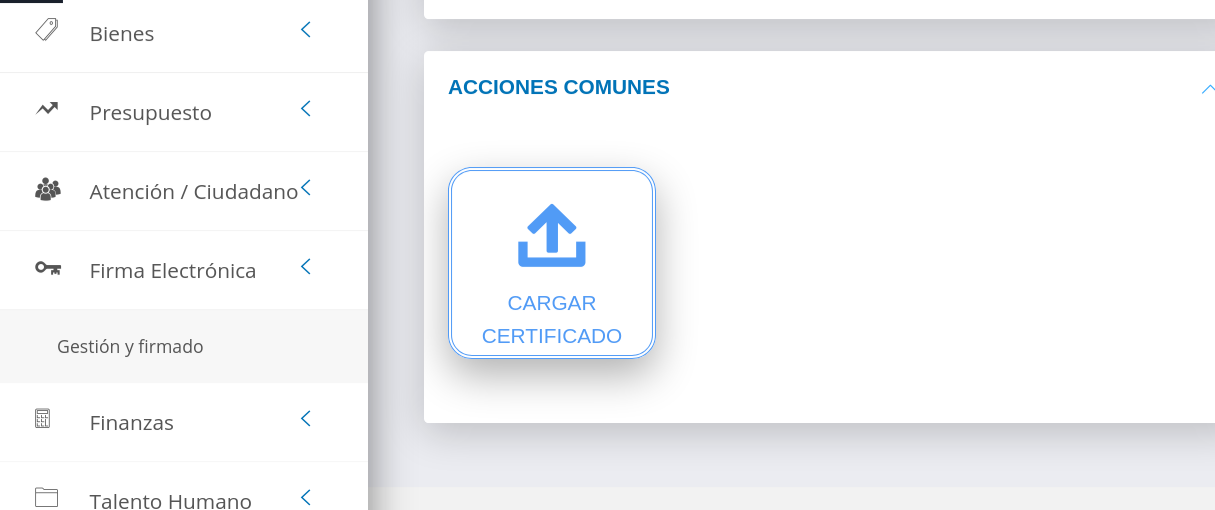 Bienes
Presupuesto
Atención / Ciudadano
Firma Electrónica
Gestión y firmado
Finanzas
Talento Humano
ACCIONES COMUNES
CARGAR
CERTIFICADO